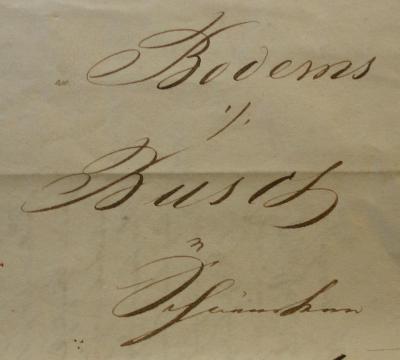 Bodems
·/.
Busch